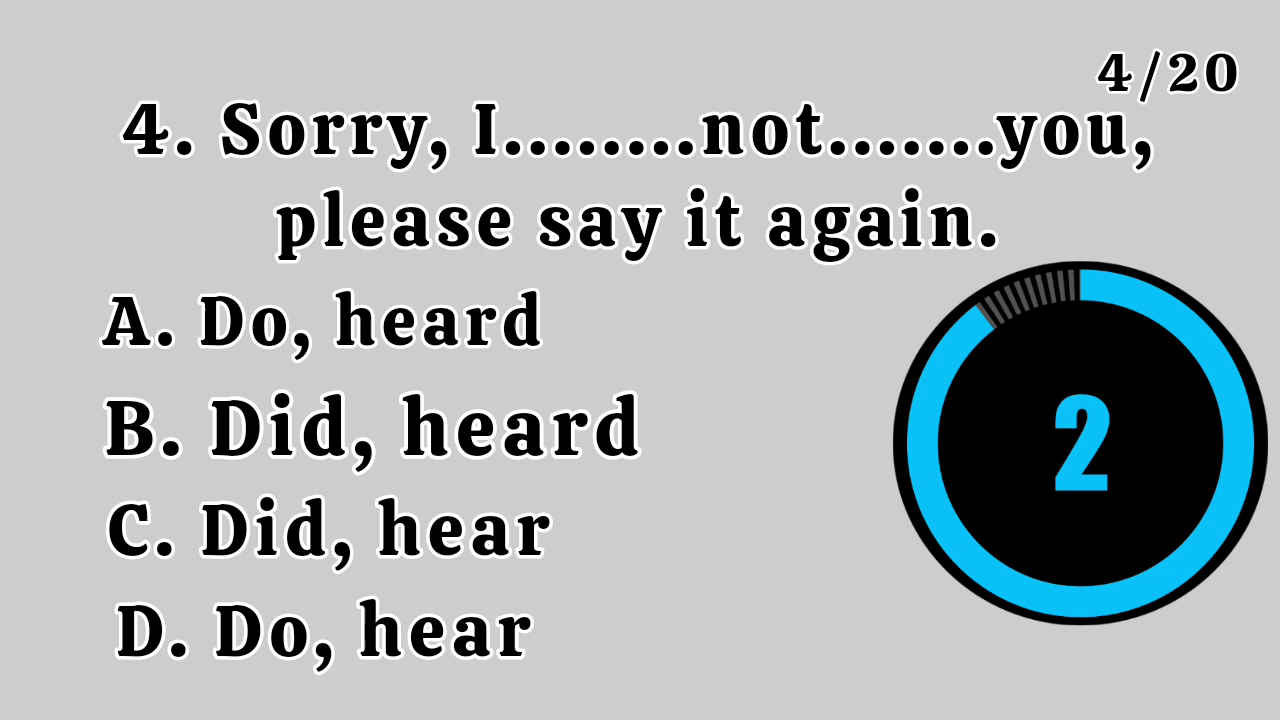 4/20
4. Sorry, I........not.......you,
please say it again.
A. Do, heard
B. Did, heard
C. Did, hear
D. Do, hear
2